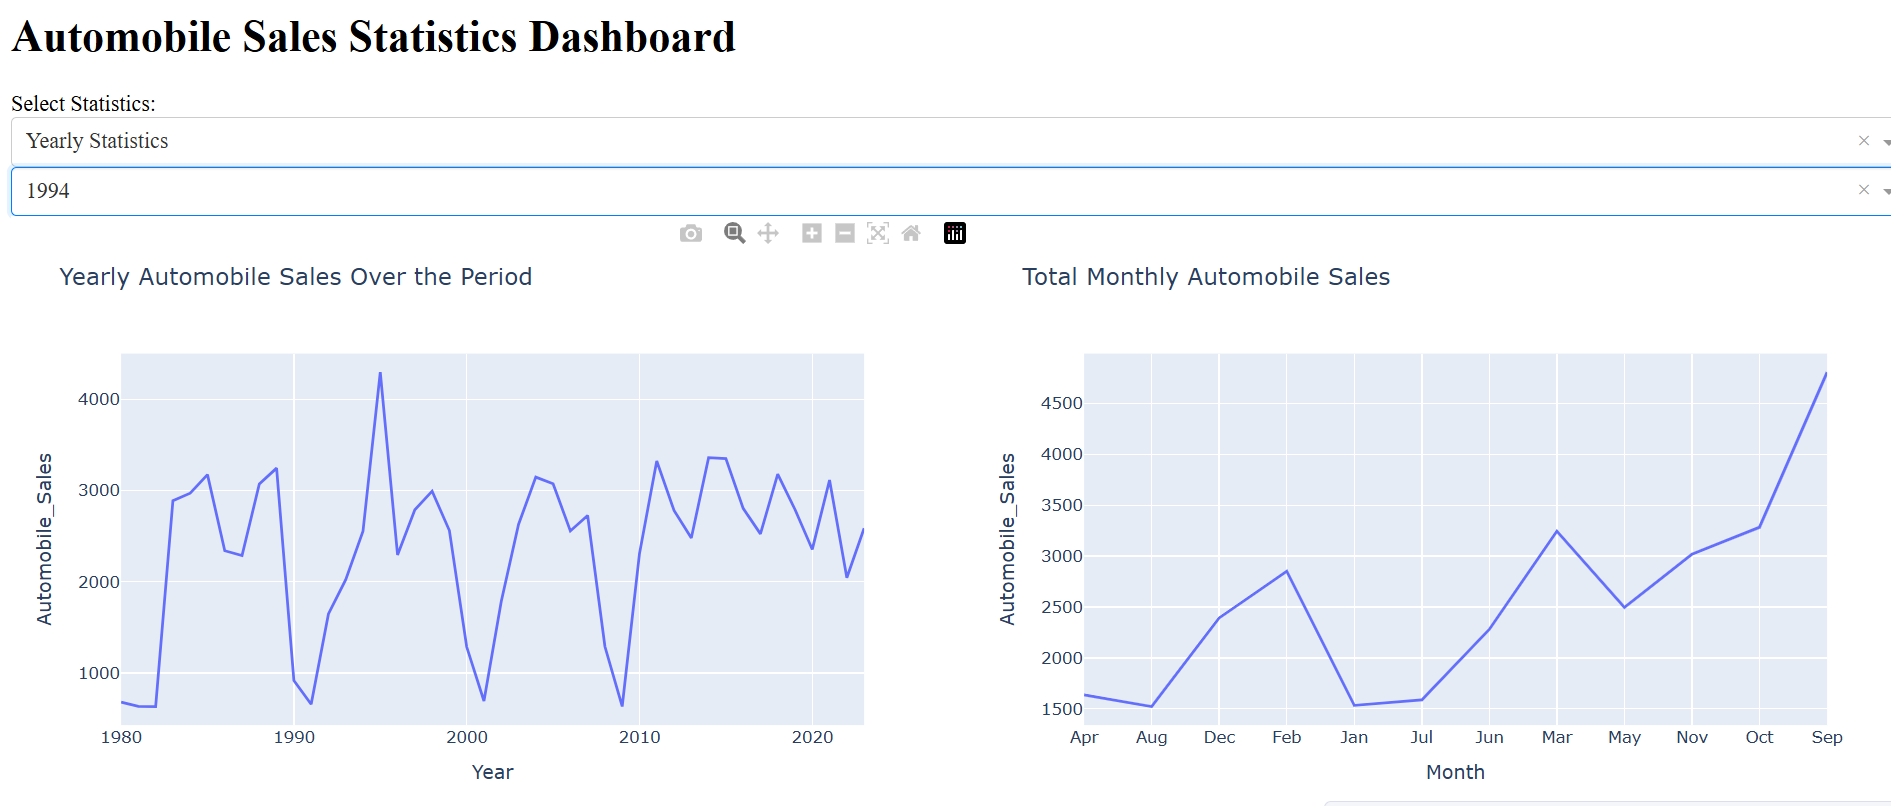 Automobile Sales Statistics Dashboard
Select Statistics:
Yearly Statistics
1994
Yearly Automobile Sales Over the Period
4000
3000
2000
1000
Automobile_Sales
1980 1990 2000 2010 2020
Year
Total Monthly Automobile Sales
4500
4000
3500
3000
2500
2000
1500
Automobile_Sales
Apr Aug Dec Feb Jan Jul Jun Mar May Nov Oct Sep
Month